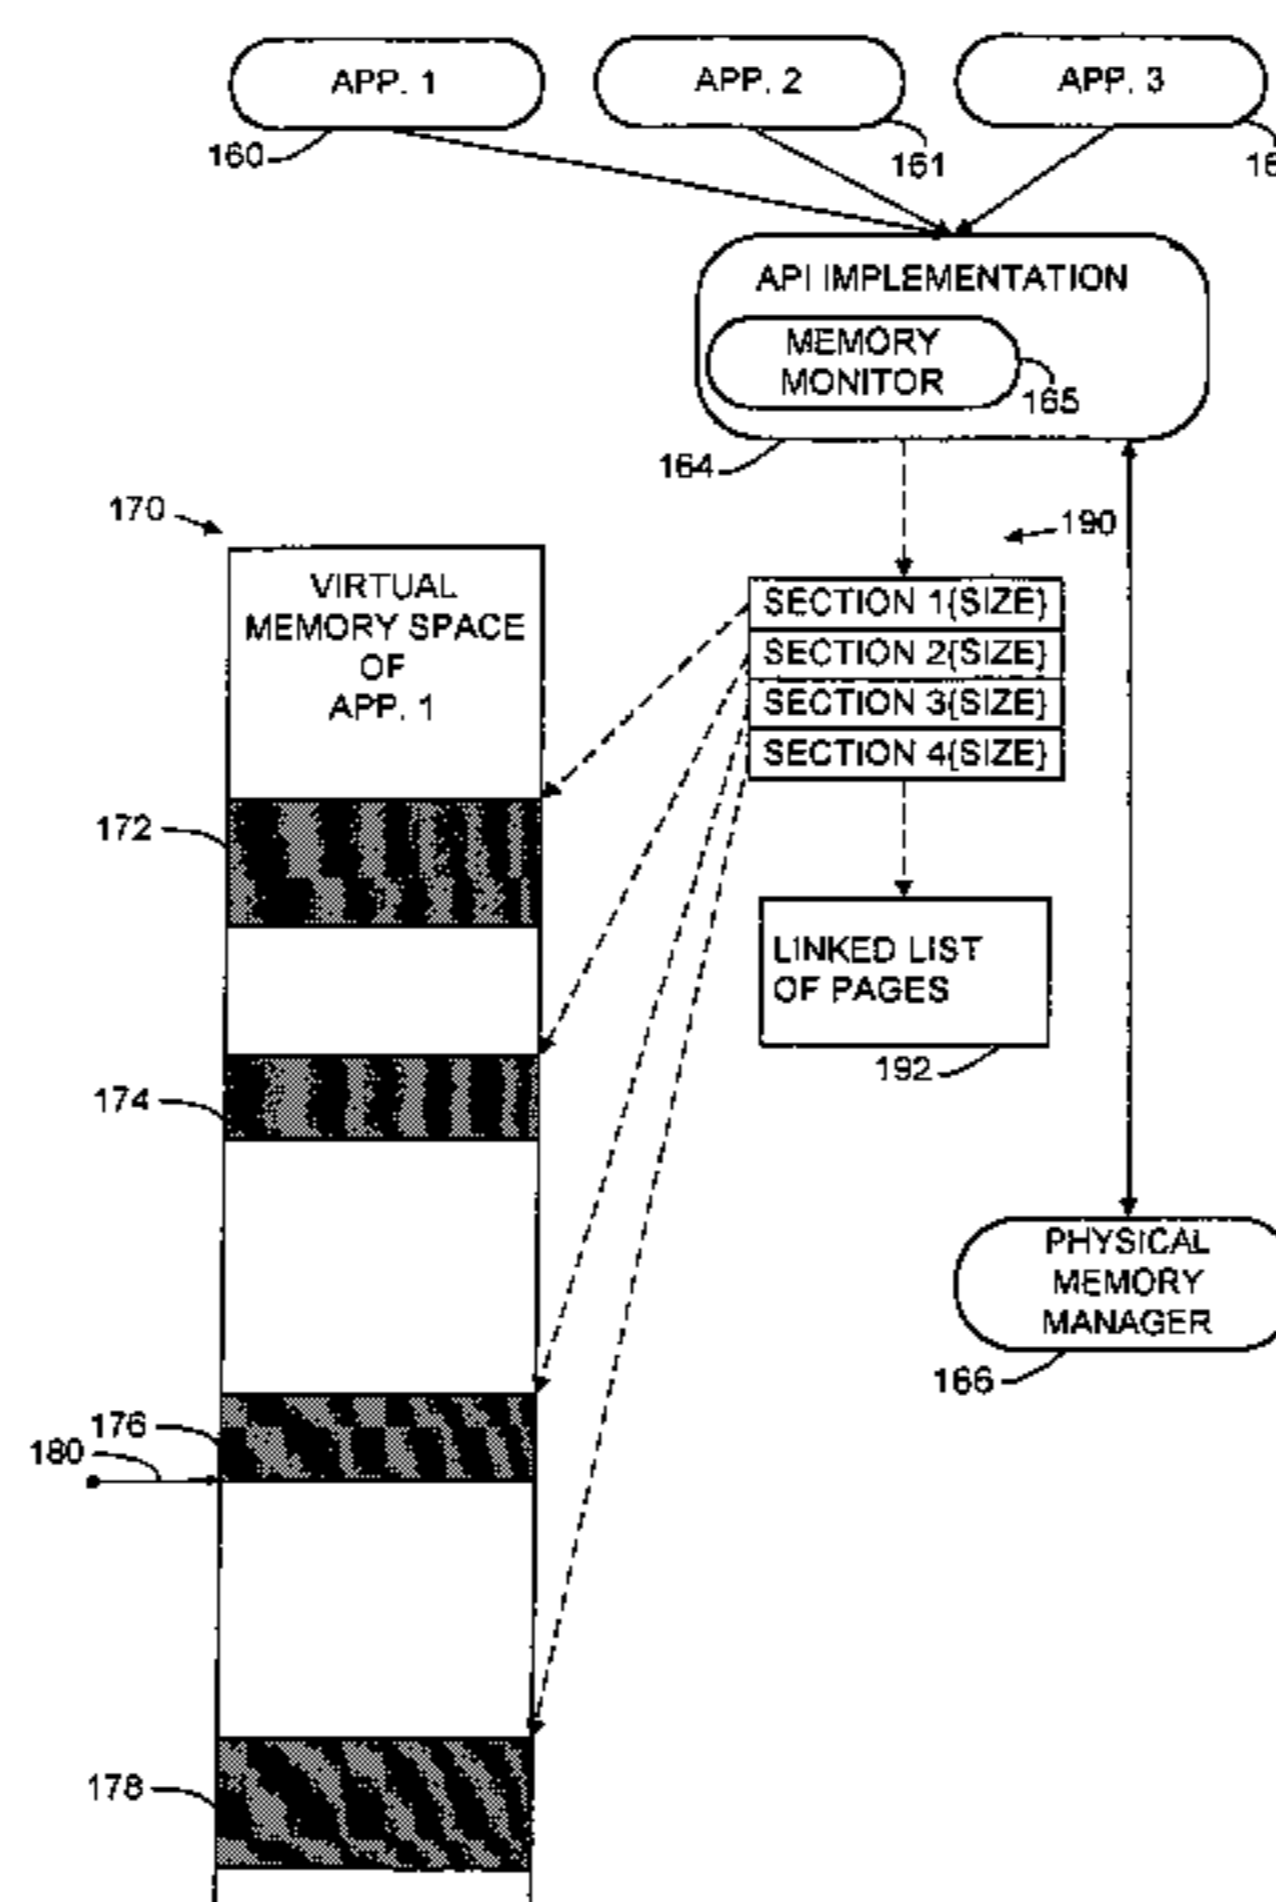 APP. 1
APP. 2
APP. 3
160
161
API IMPLEMENTATION
MEMORY
MONITOR
165
164
170
190
VIRTUAL
MEMORY SPACE
OF
APP. 1
SECTION 1{SIZE}
SECTION 2{SIZE}
SECTION 3{SIZE}
SECTION 4{SIZE}
172
LINKED LIST
OF PAGES
192
174
PHYSICAL
MEMORY
MANAGER
166
176
180
178